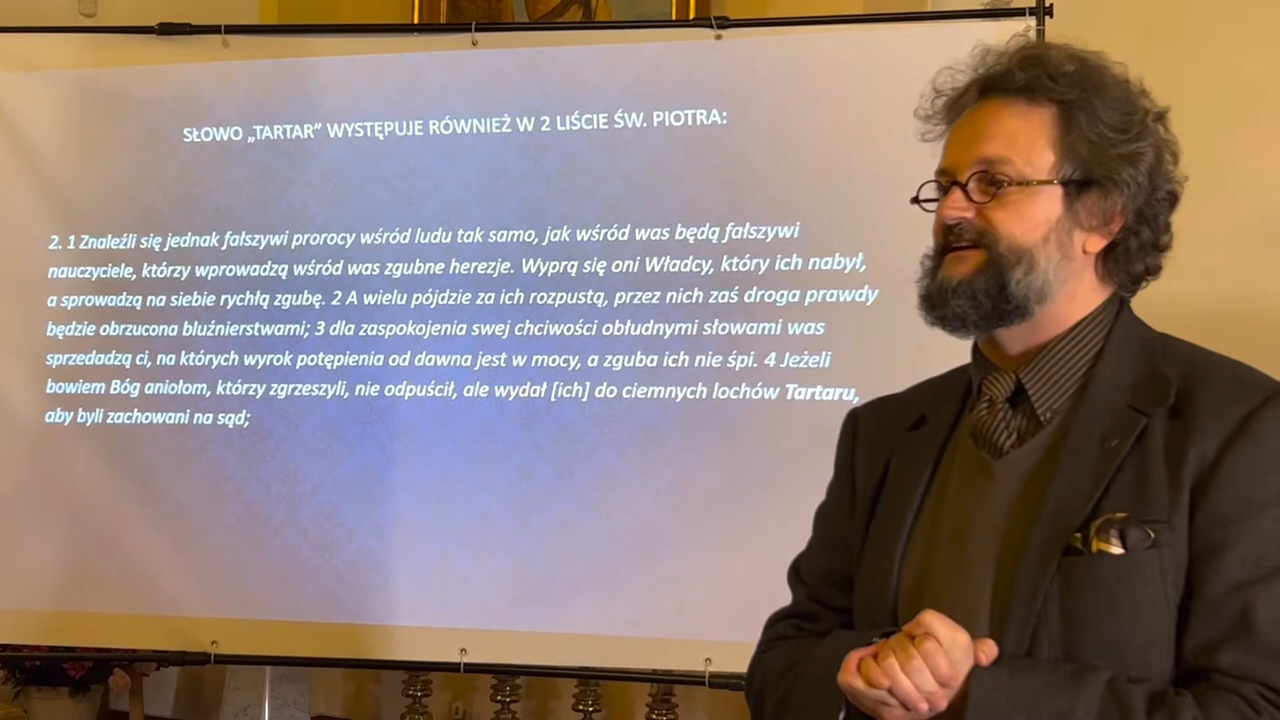 SŁOWO „TARTAR” WYSTĘPUJE RÓWNIEŻ W 2 LIŚCIE ŚW. PIOTRA:
2. 1 Znaleźli się jednak fałszywi prorocy wśród ludu tak samo, jak wśród was będą fałszywi
nauczyciele, którzy wprowadzą wśród was zgubne herezje. Wyprą się oni Władcy, który ich nabył,
a sprowadzą na siebie rychłą zgubę. 2 A wielu pójdzie za ich rozpustą, przez nich zaś droga prawdy
będzie obrzucona bluźnierstwami; 3 dla zaspokojenia swej chciwości obłudnymi słowami was
sprzedadzą ci, na których wyrok potępienia od dawna jest w mocy, a zguba ich nie śpi. 4 Jeżeli
bowiem Bóg aniołom, którzy zgrzeszyli, nie odpuścił, ale wydał [ich] do ciemnych lochów Tartaru,
aby byli zachowani na sąd;